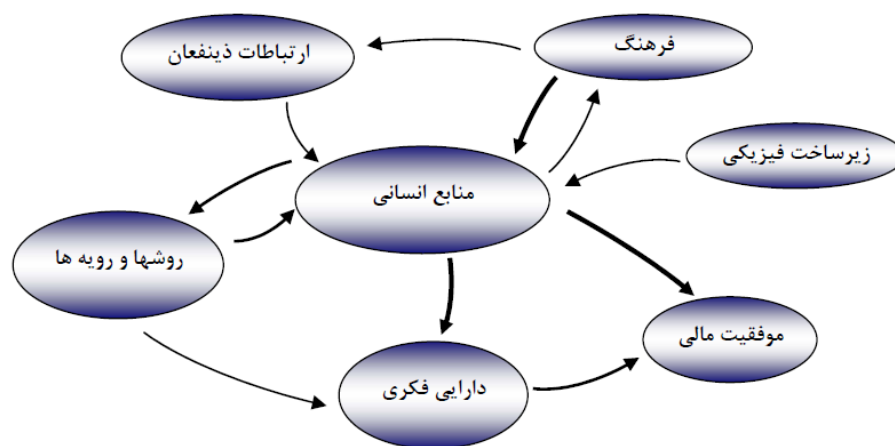 فرهنگ
ارتباطات ذینفعان
زیرساخت فیزیکی
منابع انسانی
روشها و رویه ها
موفقیت مالی
دارایی فکری